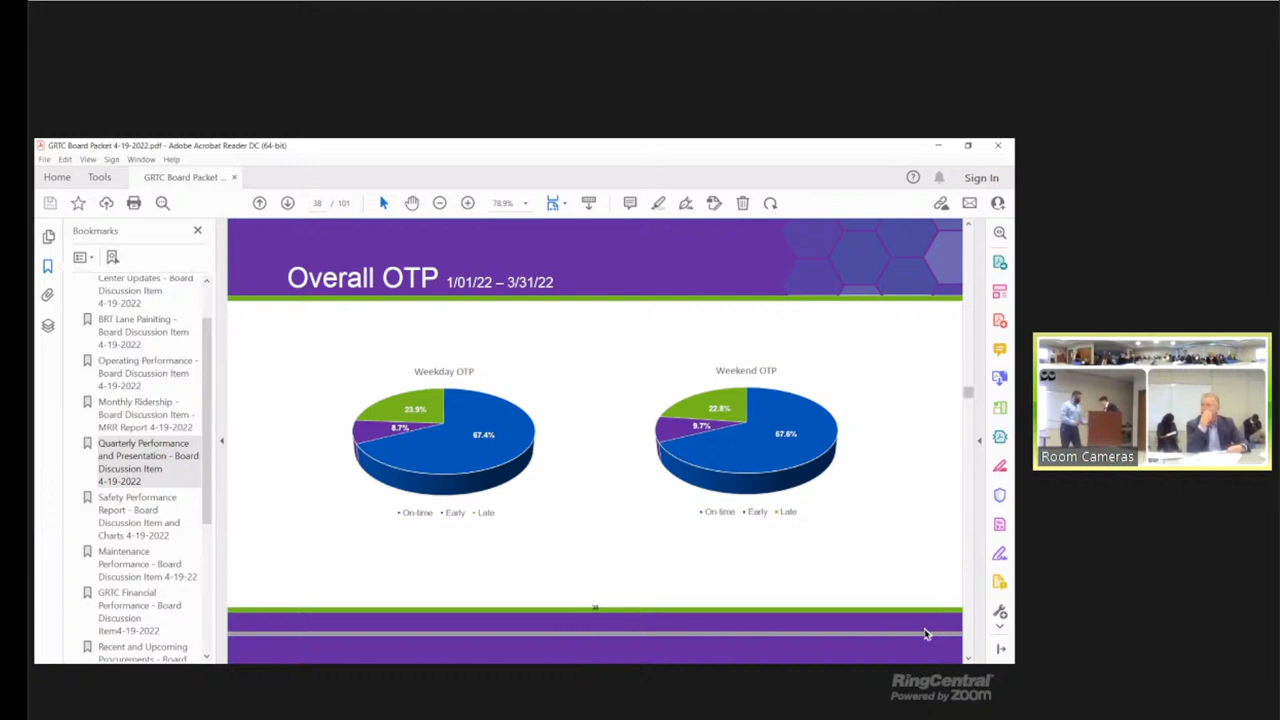 GRTC Board Packet 4-19-2022.pdf - Adobe Acrobat Reader DC (64-bit)
File Edit View Sign Window Help
Home Tools GRTC Board Packet ... × Sign In
38 / 101 78.9%
Bookmarks
Center Updates - Board
Discussion Item
4-19-2022
BRT Lane Painiting -
Board Discussion Item
4-19-2022
Operating Performance -
Board Discussion Item
4-19-2022
Monthly Ridership -
Board Discussion Item -
MRR Report 4-19-2022
Quarterly Performance
and Presentation - Board
Discussion Item
4-19-2022
Safety Performance
Report - Board
Discussion Item and
Charts 4-19-2022
Maintenance
Performance - Board
Discussion Item 4-19-22
GRTC Financial
Performance - Board
Discussion
Item4-19-2022
Recent and Upcoming
Procurements - Board
Overall OTP 1/01/22 – 3/31/22
Weekday OTP
23.9%
8.7%
67.4%
On-time Early Late
Weekend OTP
22.8%
9.7%
67.6%
On-time Early Late
38
Room Cameras
RingCentral
Powered by zoom